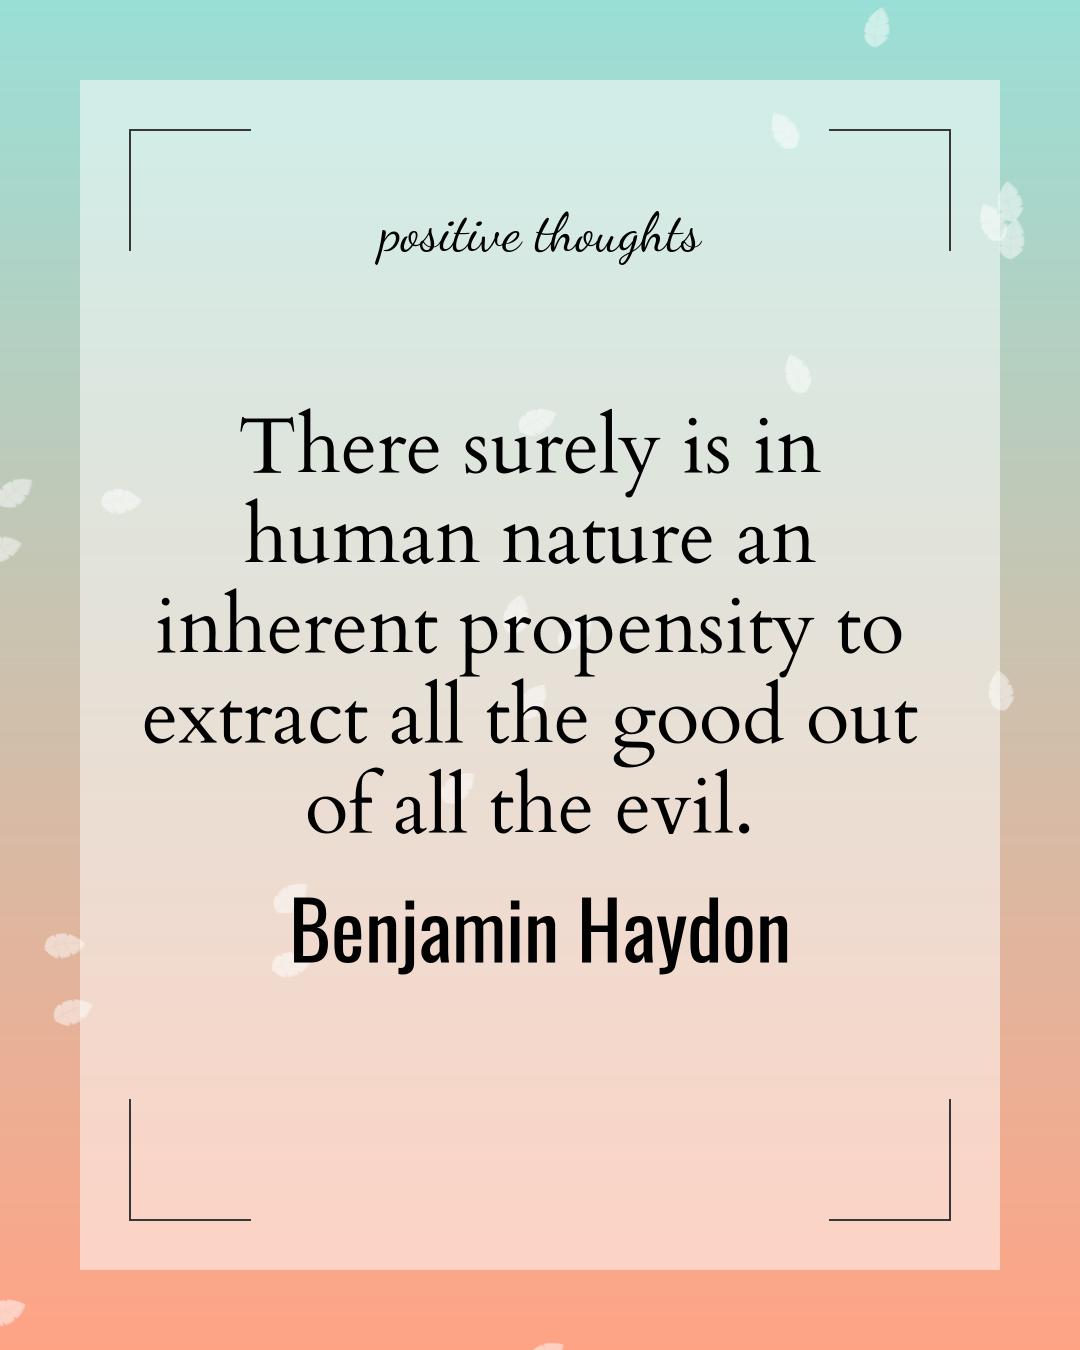 positive thoughts
There surely is in
human nature an
inherent propensity to
extract all the good out
of all the evil.
Benjamin Haydon